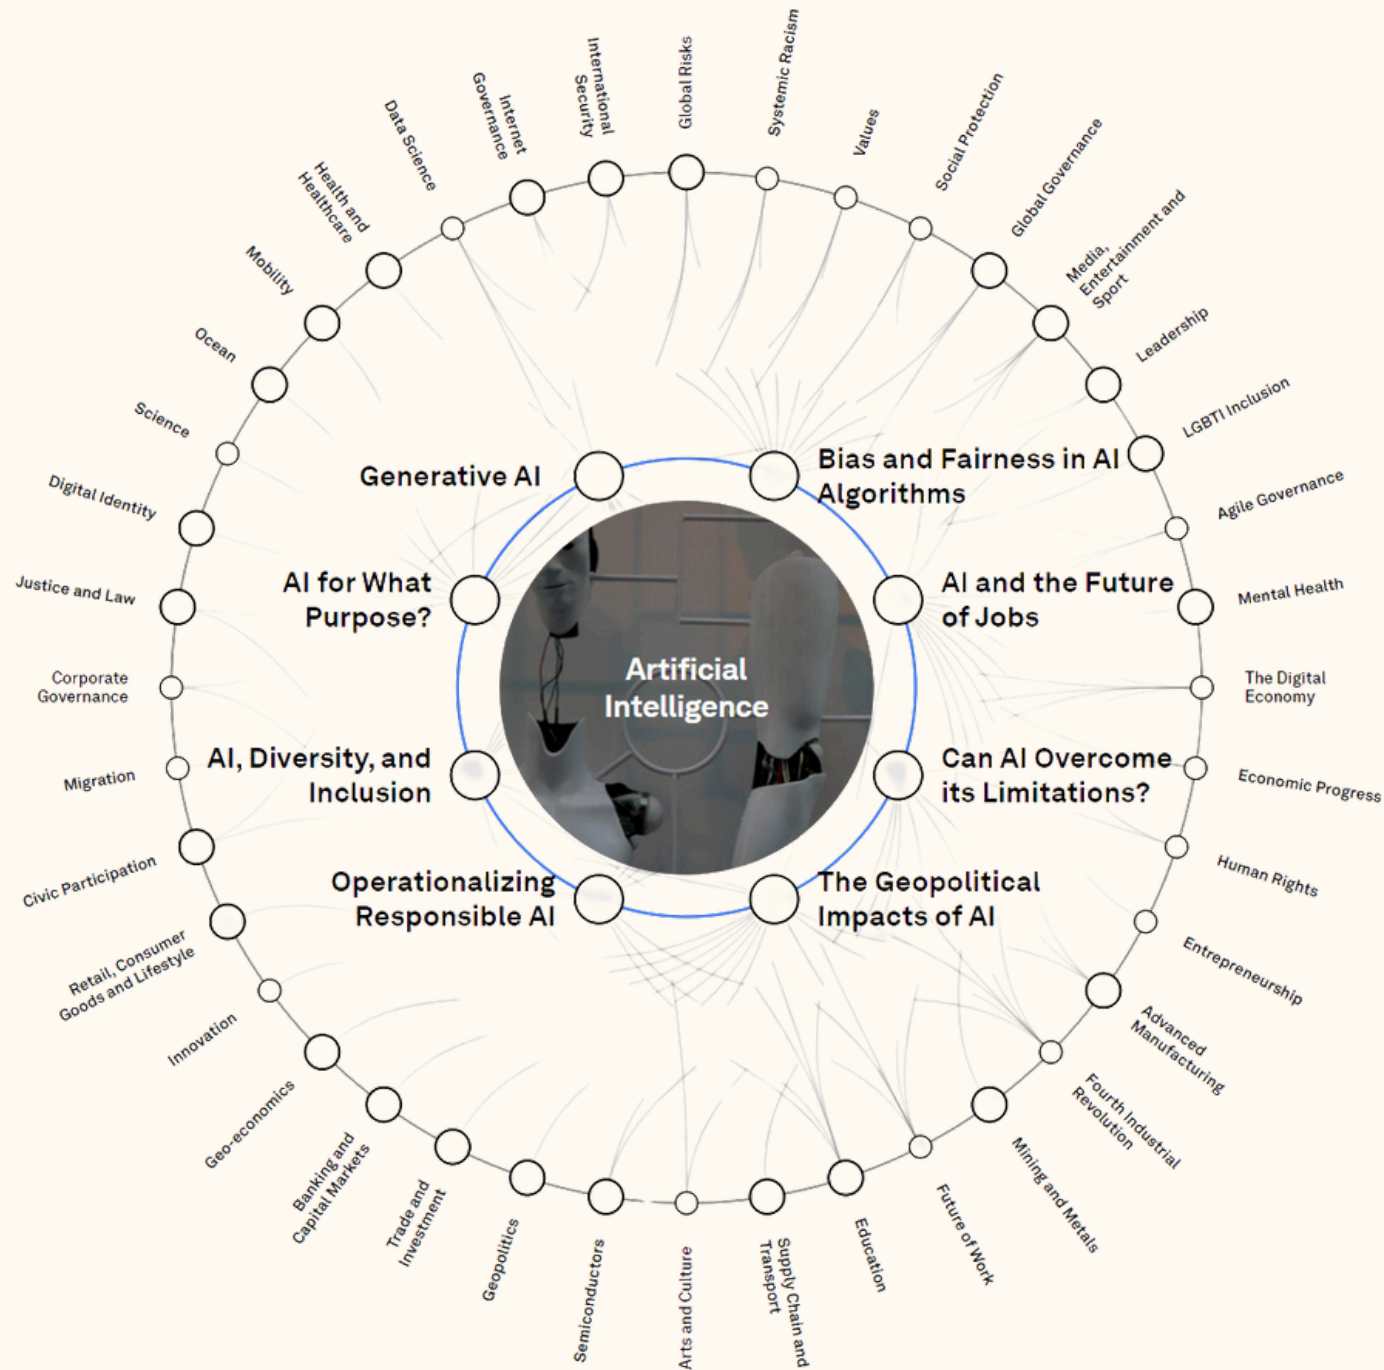 Artificial
Intelligence
Generative AI
Bias and Fairness in AI
Algorithms
AI and the Future
of Jobs
Can AI Overcome
its Limitations?
The Geopolitical
Impacts of AI
Operationalizing
Responsible AI
AI, Diversity, and
Inclusion
AI for What
Purpose?
Global Risks
Systemic Racism
Values
Social Protection
Global Governance
Media,
Entertainment and
Sport
Leadership
LGBTI Inclusion
Agile Governance
Mental Health
The Digital
Economy
Economic Progress
Human Rights
Entrepreneurship
Advanced
Manufacturing
Fourth Industrial
Revolution
Mining and Metals
Future of Work
Education
Supply Chain and
Transport
Arts and Culture
Semiconductors
Geopolitics
Trade and
Investment
Banking and
Capital Markets
Geo-economics
Innovation
Retail, Consumer
Goods and Lifestyle
Civic Participation
Migration
Corporate
Governance
Justice and Law
Digital Identity
Science
Ocean
Mobility
Health and
Healthcare
Data Science
Internet
Governance
International
Security